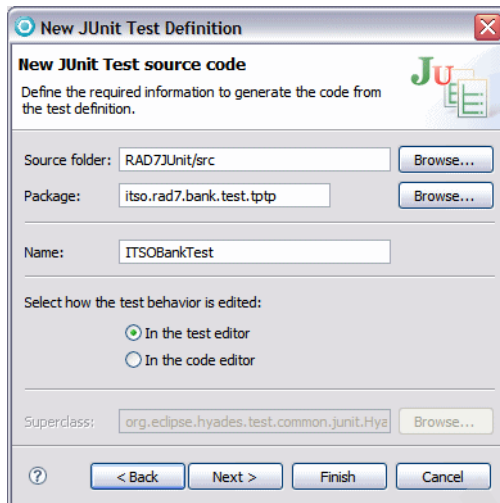 New JUnit Test Definition
New JUnit Test source code
Define the required information to generate the code from
the test definition.
JU
E
E
Source folder: RAD7JUnit/src Browse...
Package: itso.rad7.bank.test.tptp Browse...
Name: ITSOBankTest
Select how the test behavior is edited:
In the test editor
In the code editor
Superclass: org.eclipse.hyades.test.common.junit.Hya Browse...
? < Back Next > Finish Cancel